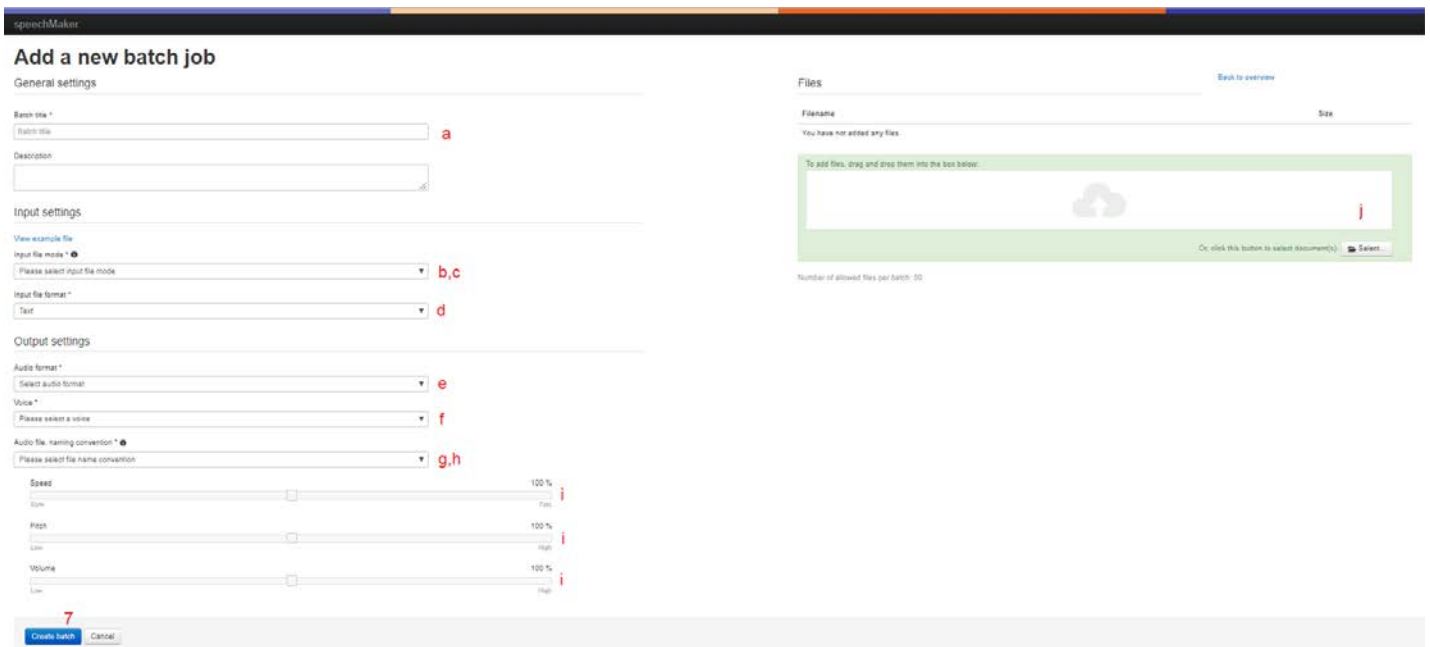 speechMaker
Add a new batch job
General settings
Batch title *
Batch title
a
Description
Input settings
View example file
Input file mode *
Please select input file mode
b,c
Input file format *
Text
d
Output settings
Audio format *
Select audio format
e
Voice *
Please select a voice
f
Audio file, naming convention *
Please select file name convention
g,h
Speed 100 %
i
Slow Fast
Pitch 100 %
i
Low High
Volume 100 %
i
Low High
7
Create batch Cancel
Back to overview
Files
Filename Size
You have not added any files.
To add files, drag and drop them into the box below:
j
Or, click this button to select document(s) Select...
Number of allowed files per batch: 50